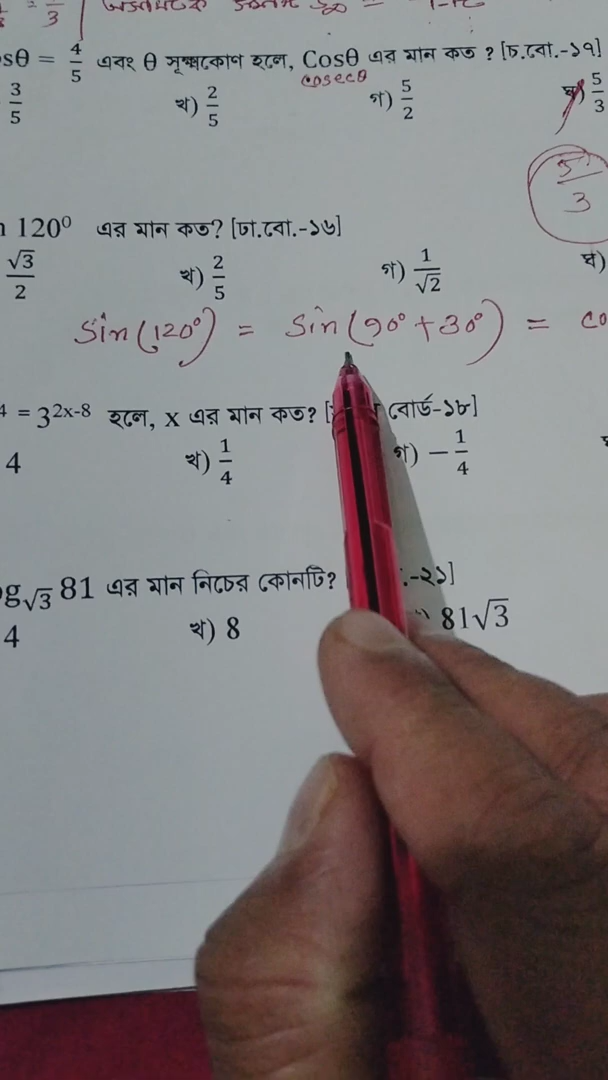 3
sθ = 4/5 এবং θ সূক্ষ্মকোণ হলে, Cosθ এর মান কত ? [চ.বো.-১৭]
cosecθ
3/5 খ) 2/5 গ) 5/2 ঘ) 5/3
5/3
120⁰ এর মান কত? [ঢা.বো.-১৬]
√3/2 খ) 2/5 গ) 1/√2 ঘ)
sin(120°) = sin(90° + 30°) = co
⁴ = 3²ˣ⁻⁸ হলে, x এর মান কত? [ বোর্ড-১৮]
4 খ) 1/4 গ) −1/4
g√3 81 এর মান নিচের কোনটি? .-২১]
4 খ) 8 81√3